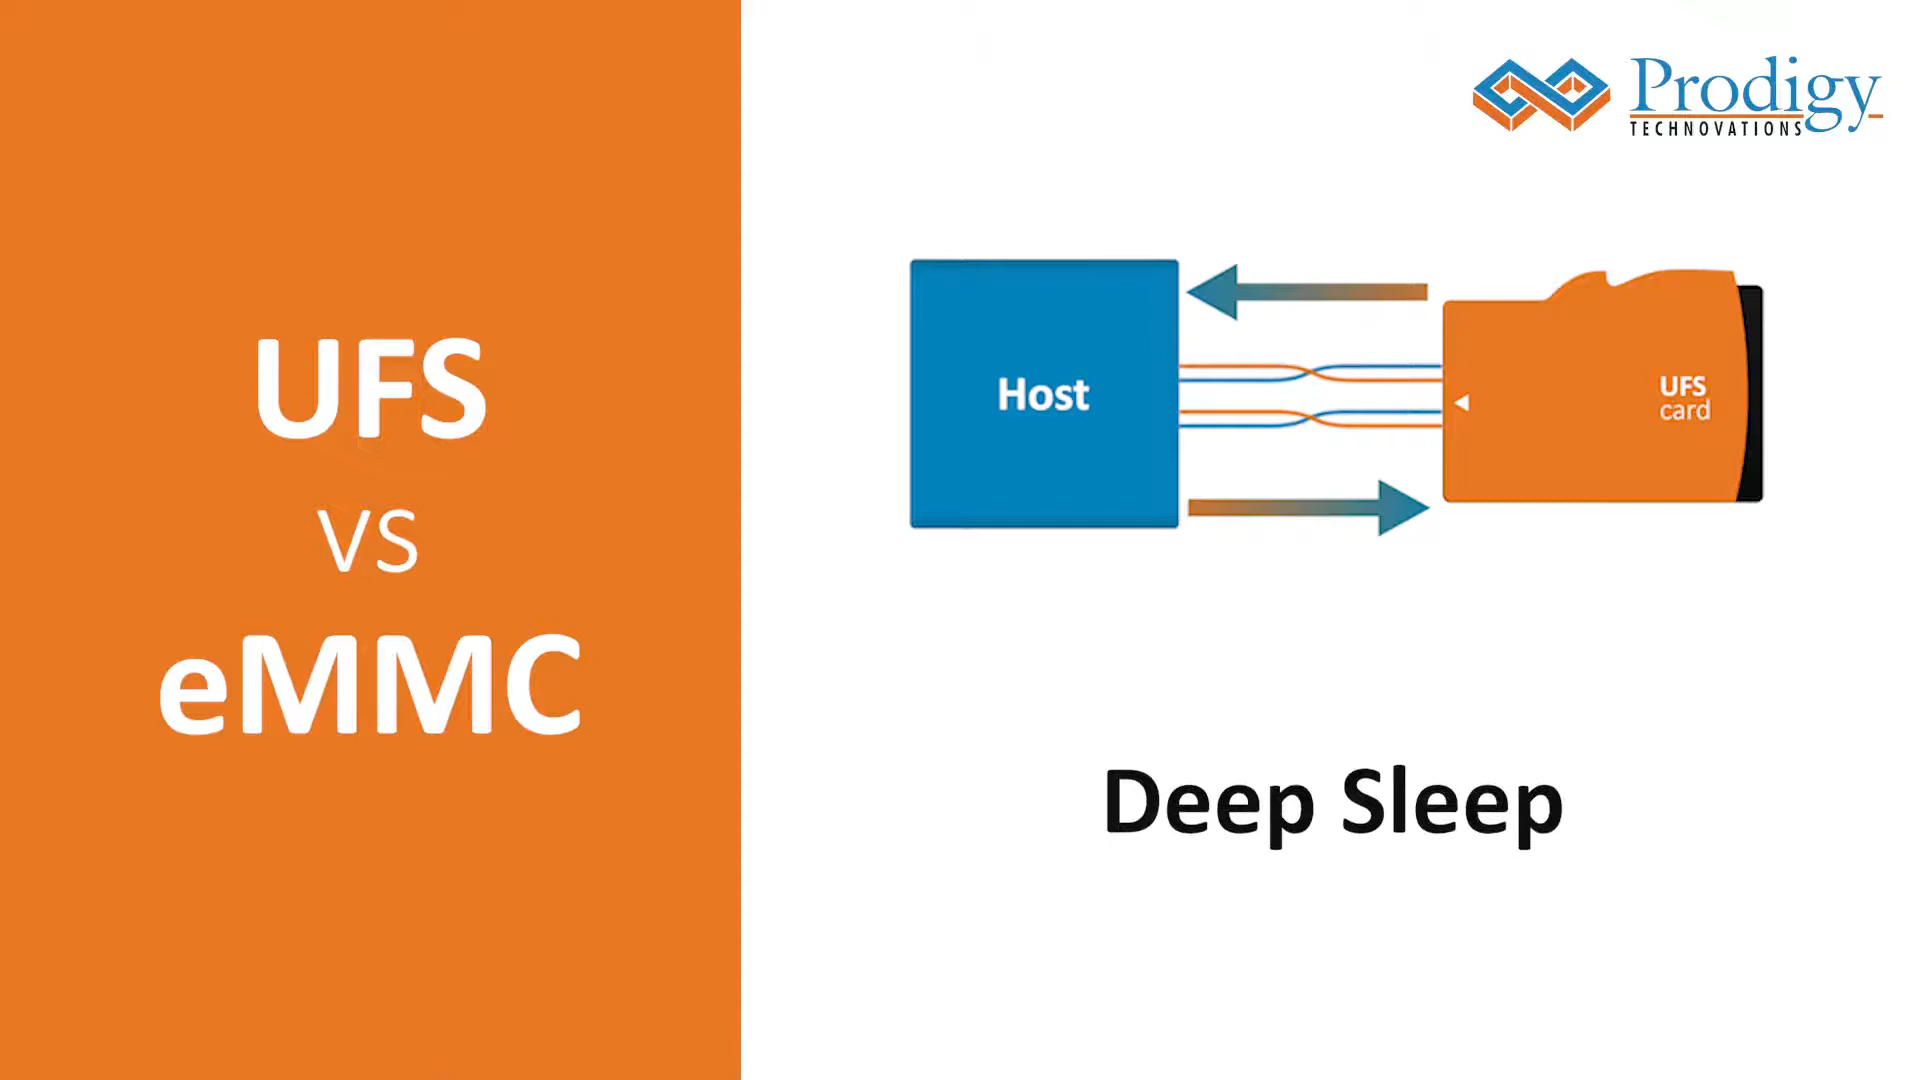 UFS
VS
eMMC
Prodigy
TECHNOVATIONS
Host
UFS
card
Deep Sleep